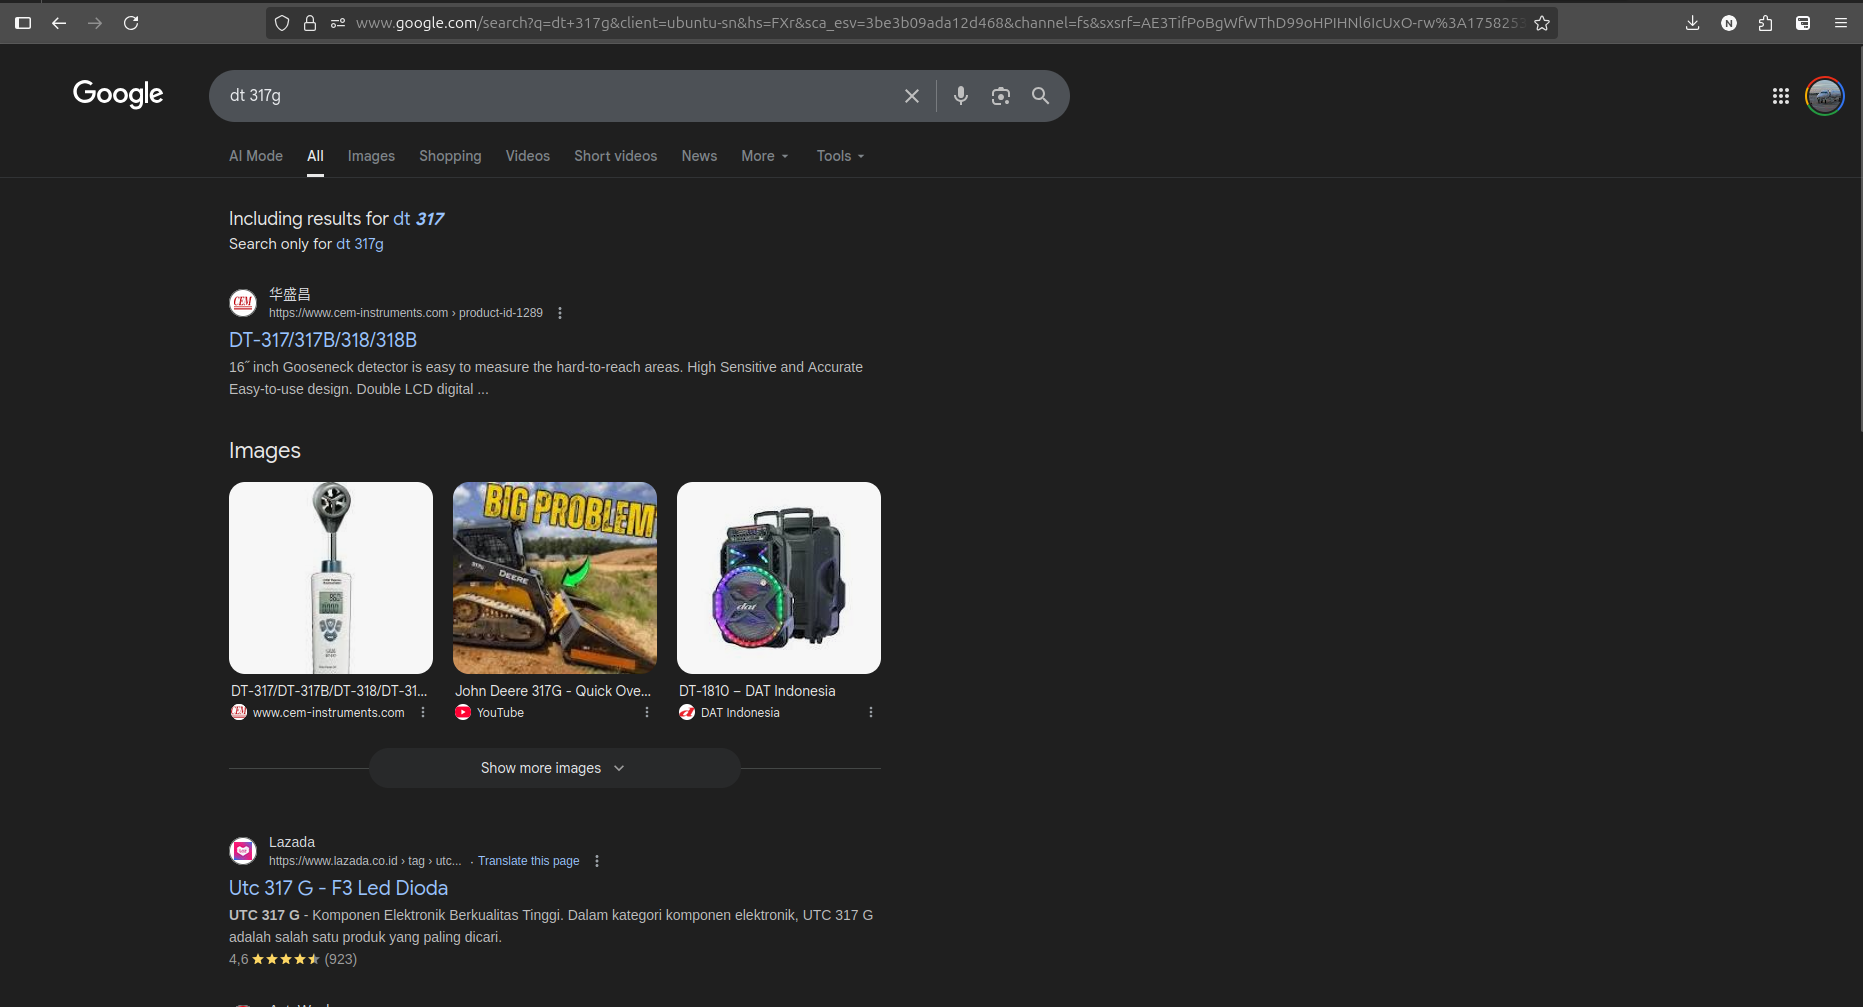 www.google.com/search?q=dt+317g&client=ubuntu-sn&hs=FXr&sca_esv=3be3b09ada12d468&channel=fs&sxsrf=AE3TifPoBgWfWThD99oHPIHNl6IcUxO-rw%3A1758253
N
Google
dt 317g
AI Mode All Images Shopping Videos Short videos News More Tools
Including results for dt 317
Search only for dt 317g
CEM
华盛昌
https://www.cem-instruments.com › product-id-1289
DT-317/317B/318/318B
16˝ inch Gooseneck detector is easy to measure the hard-to-reach areas. High Sensitive and Accurate
Easy-to-use design. Double LCD digital ...
Images
BIG PROBLEM
DEERE
dat
DT-317/DT-317B/DT-318/DT-31...
CEM www.cem-instruments.com
John Deere 317G - Quick Ove...
YouTube
DT-1810 – DAT Indonesia
DAT Indonesia
Show more images
Lazada
https://www.lazada.co.id › tag › utc... · Translate this page
Utc 317 G - F3 Led Dioda
UTC 317 G - Komponen Elektronik Berkualitas Tinggi. Dalam kategori komponen elektronik, UTC 317 G
adalah salah satu produk yang paling dicari.
4,6 (923)